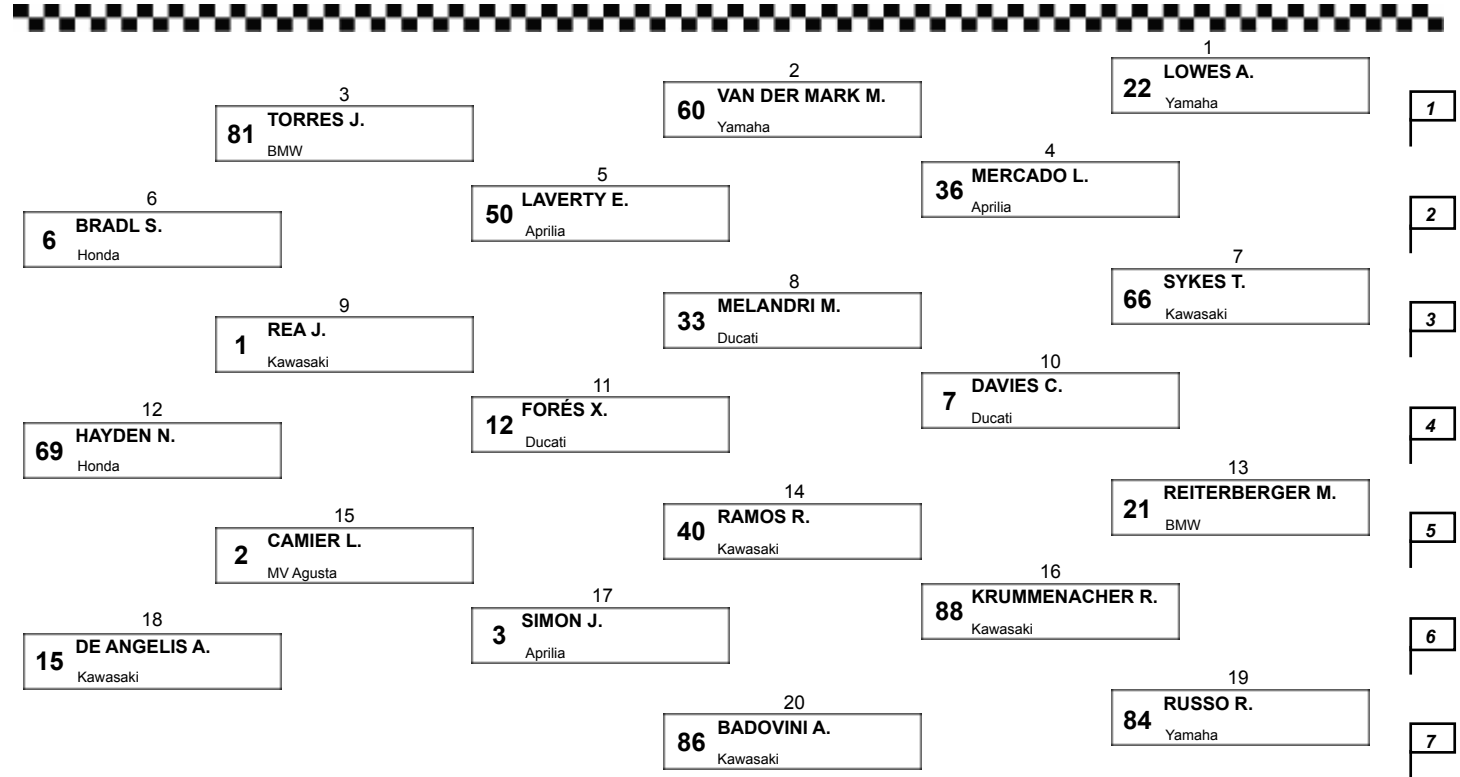 1
22 LOWES A.
Yamaha
2
60 VAN DER MARK M.
Yamaha
3
81 TORRES J.
BMW
1
4
36 MERCADO L.
Aprilia
5
50 LAVERTY E.
Aprilia
6
6 BRADL S.
Honda
2
7
66 SYKES T.
Kawasaki
8
33 MELANDRI M.
Ducati
9
1 REA J.
Kawasaki
3
10
7 DAVIES C.
Ducati
11
12 FORÉS X.
Ducati
12
69 HAYDEN N.
Honda
4
13
21 REITERBERGER M.
BMW
14
40 RAMOS R.
Kawasaki
15
2 CAMIER L.
MV Agusta
5
16
88 KRUMMENACHER R.
Kawasaki
17
3 SIMON J.
Aprilia
18
15 DE ANGELIS A.
Kawasaki
6
19
84 RUSSO R.
Yamaha
20
86 BADOVINI A.
Kawasaki
7